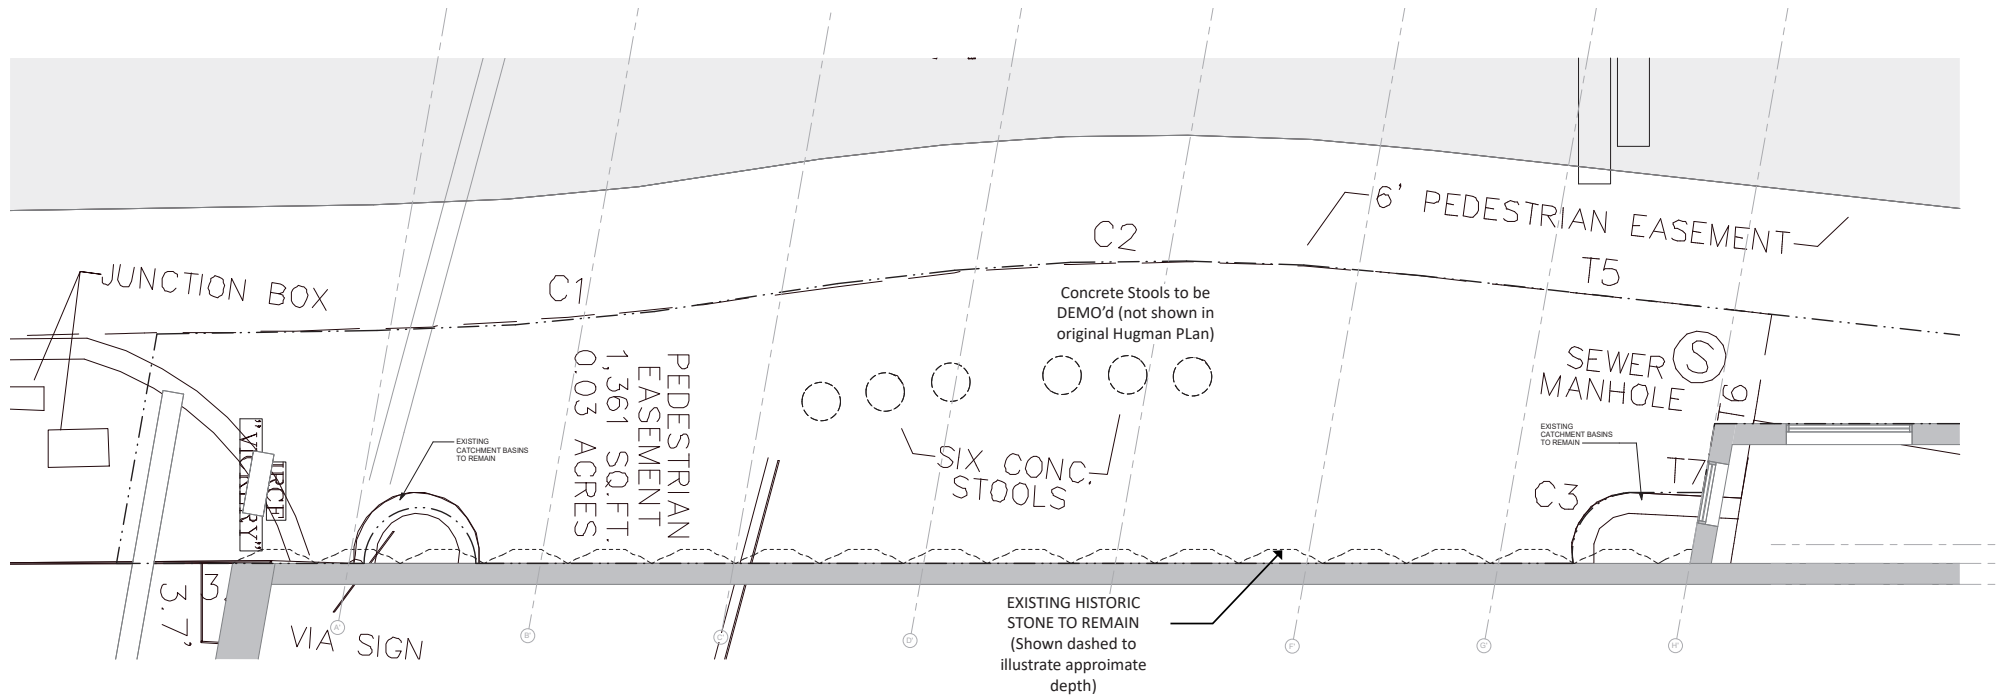 6' PEDESTRIAN EASEMENT
C2
T5
C1
JUNCTION BOX
Concrete Stools to be
DEMO'd (not shown in
original Hugman PLan)
SEWER
MANHOLE
S
PEDESTRIAN
EASEMENT
1,361 SQ.FT.
0.03 ACRES
T6
EXISTING
CATCHMENT BASINS
TO REMAIN
EXISTING
CATCHMENT BASINS
TO REMAIN
SIX CONC.
STOOLS
T7
C3
3.
3.7'
VIA SIGN
EXISTING HISTORIC
STONE TO REMAIN
(Shown dashed to
illustrate approimate
depth)
A'
B'
C'
D'
F'
G'
H'